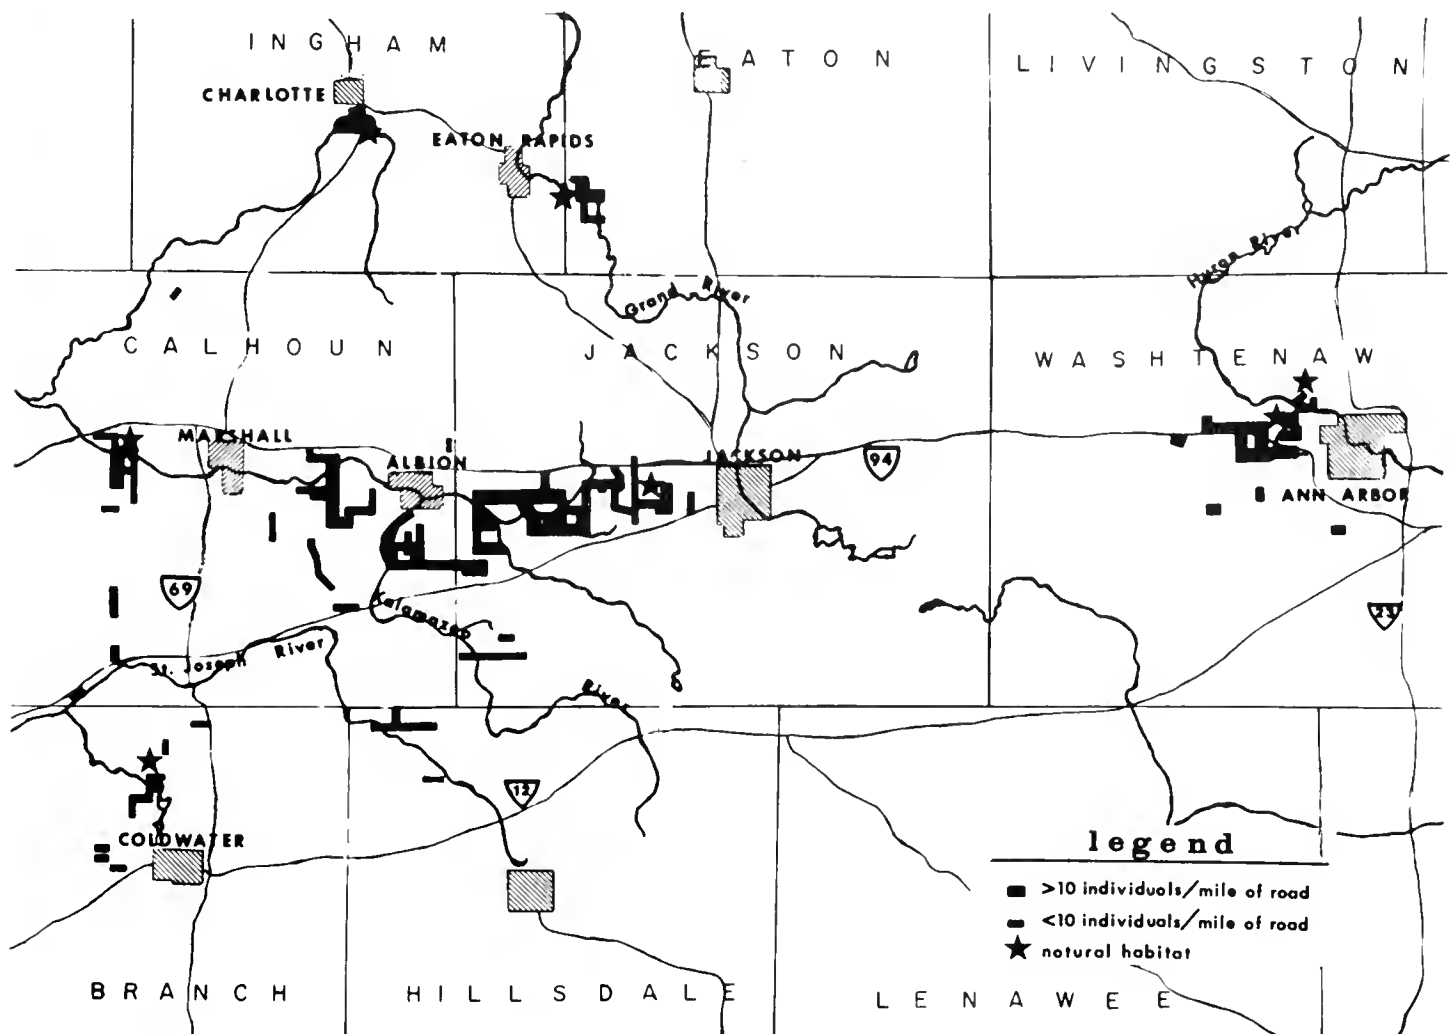 INGHAM
EATON
LIVINGSTON
CHARLOTTE
EATON RAPIDS
Huron River
Grand River
CALHOUN
JACKSON
WASHTENAW
MARSHALL
ALBION
JACKSON
94
ANN ARBOR
69
Kalamazoo
23
St. Joseph River
River
12
COLDWATER
legend
>10 individuals/mile of road
<10 individuals/mile of road
natural habitat
BRANCH
HILLSDALE
LENAWEE